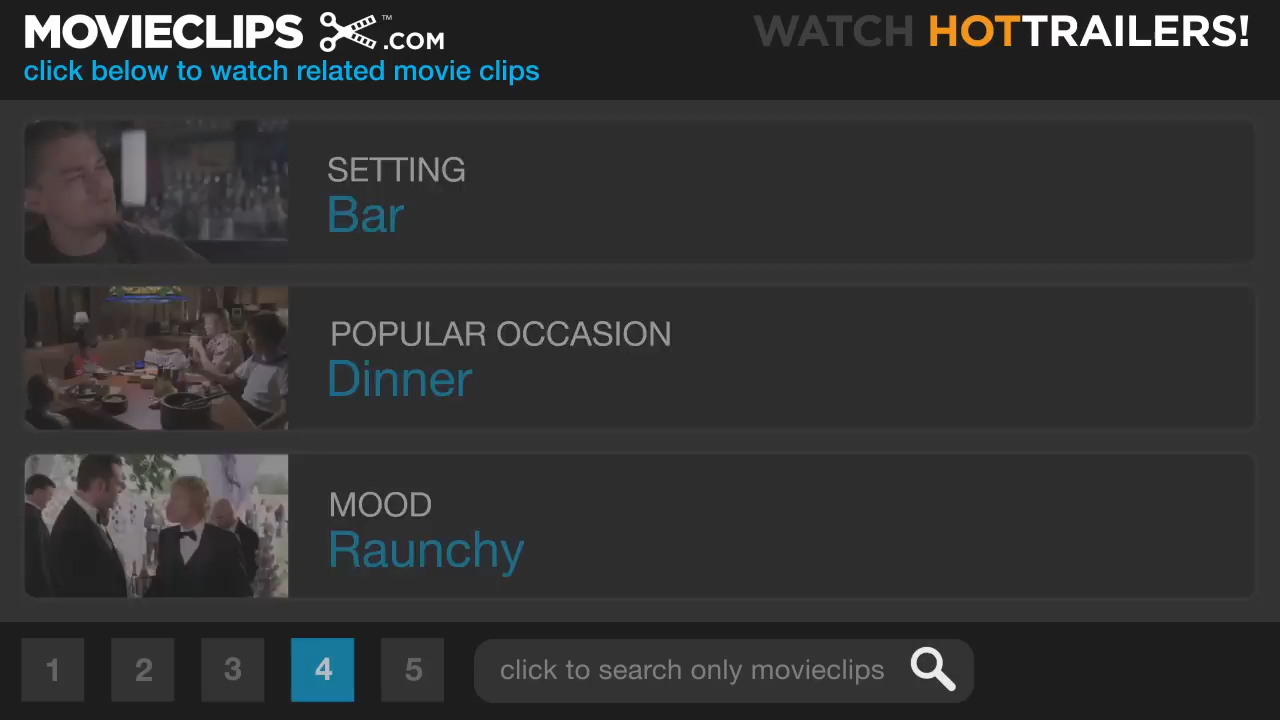 MOVIECLIPS ™.COM
WATCH HOTTRAILERS!
click below to watch related movie clips
SETTING
Bar
POPULAR OCCASION
Dinner
MOOD
Raunchy
1 2 3 4 5 click to search only movieclips